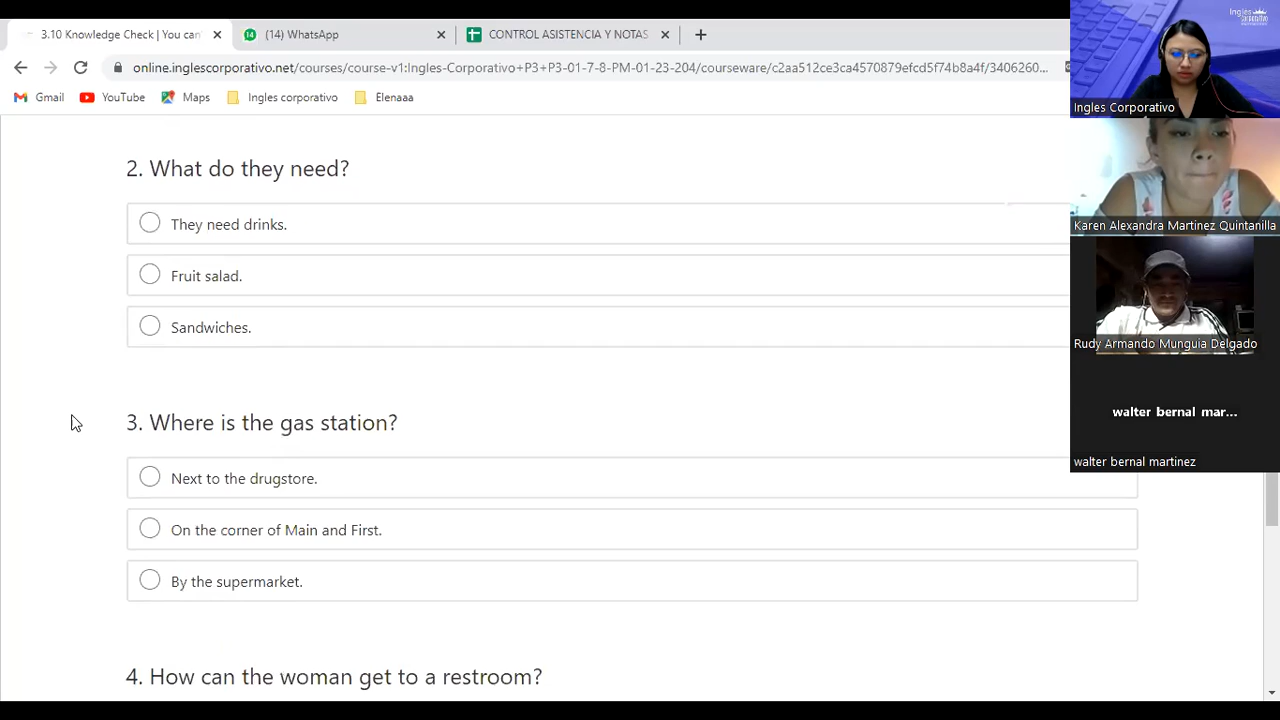 3.10 Knowledge Check | You can
14
(14) WhatsApp
CONTROL ASISTENCIA Y NOTAS
online.inglescorporativo.net/courses/course-v1:Ingles-Corporativo+P3+P3-01-7-8-PM-01-23-204/courseware/c2aa512ce3ca4570879efcd5f74b8a4f/3406260...
Gmail
YouTube
Maps
Ingles corporativo
Elenaaa
2. What do they need?
They need drinks.
Fruit salad.
Sandwiches.
3. Where is the gas station?
Next to the drugstore.
On the corner of Main and First.
By the supermarket.
4. How can the woman get to a restroom?
Ingles
Ingles Corporativo
Karen Alexandra Martinez Quintanilla
Rudy Armando Munguia Delgado
walter bernal mar...
walter bernal martinez